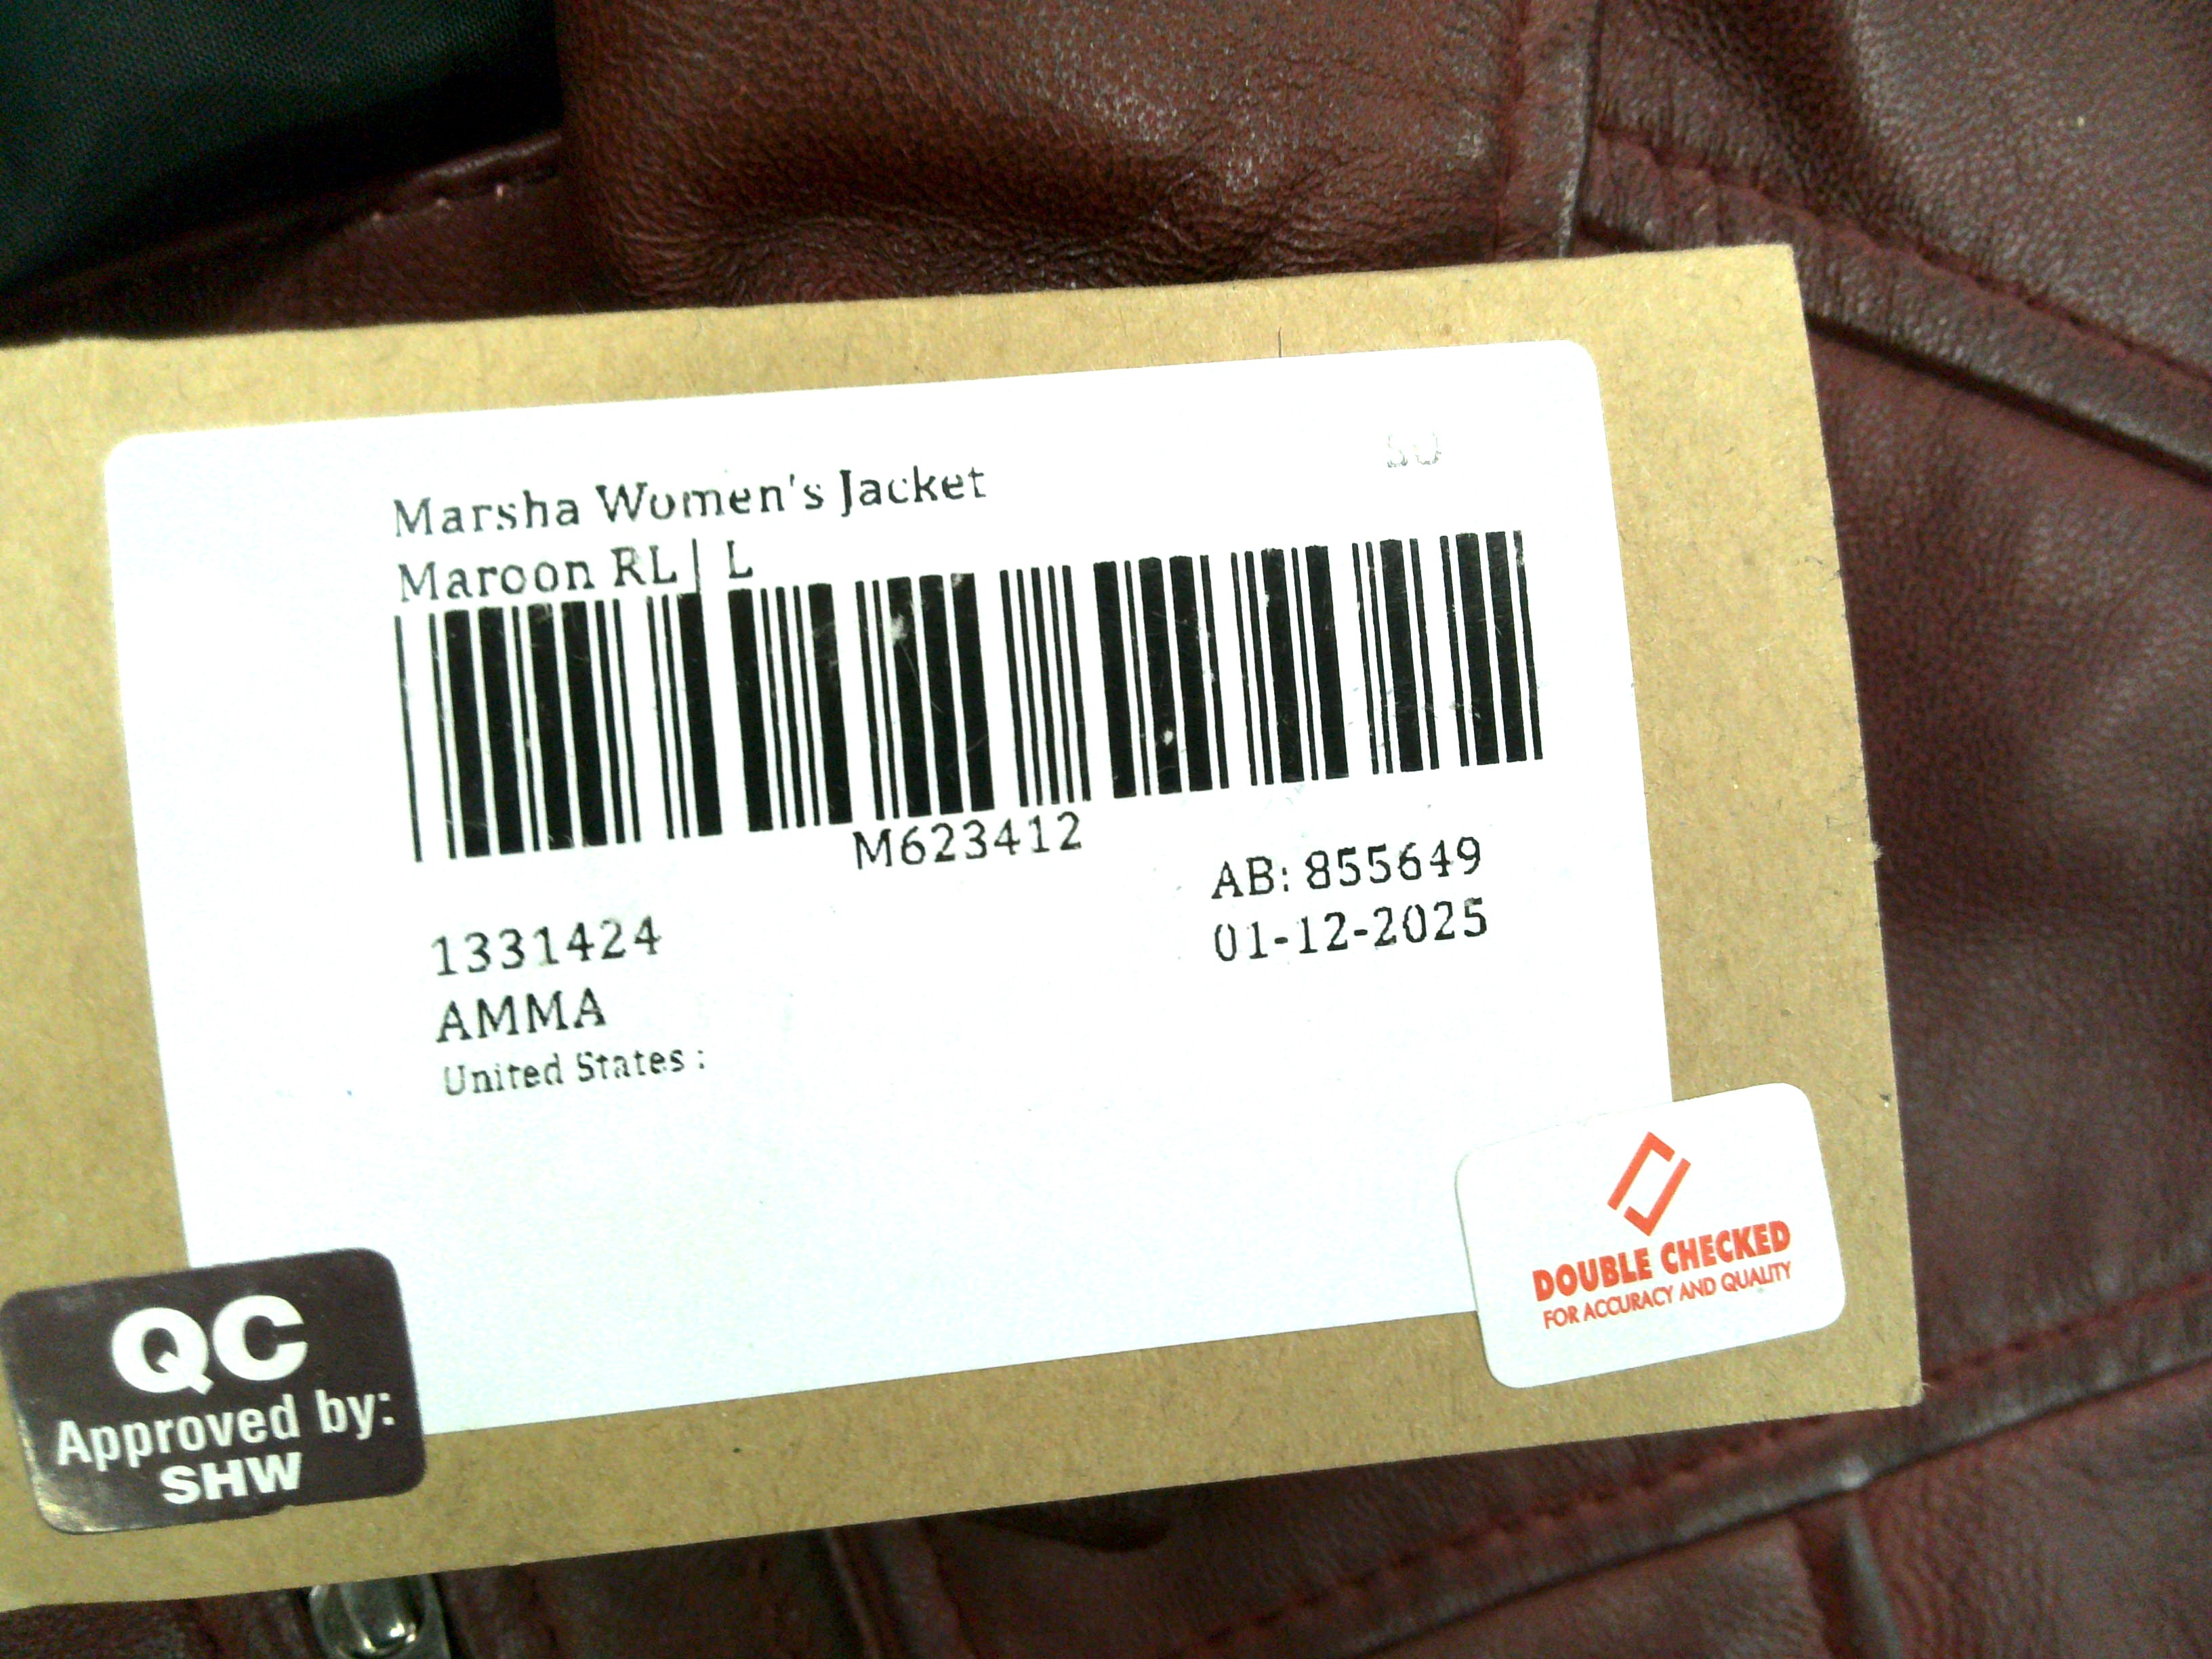 Marsha Women's Jacket
Maroon RL| L
M623412
AB: 855649
01-12-2025
1331424
AMMA
United States :
QC
Approved by:
SHW
DOUBLE CHECKED
FOR ACCURACY AND QUALITY